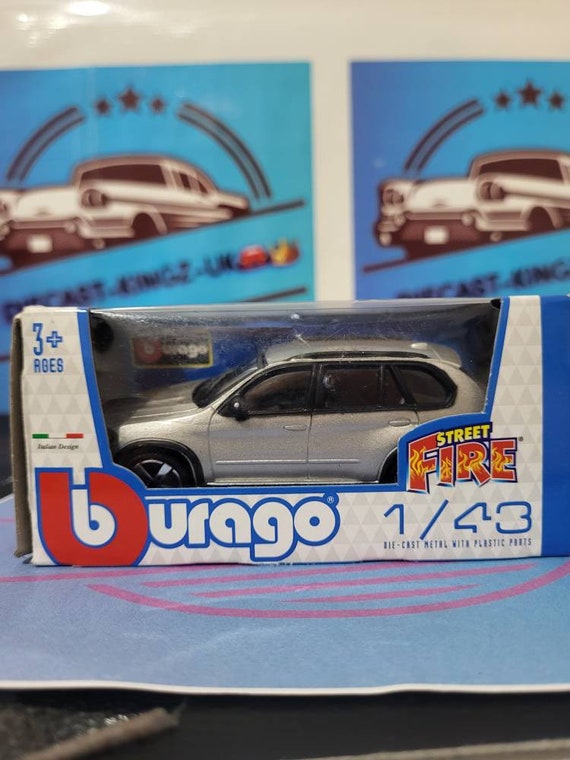 DIECAST-KINGZ-UK
DIECAST-KINGZ
3+
AGES
Burago
Italian Design
STREET
FIRE®
Burago®
1/43
DIE-CAST METAL WITH PLASTIC PARTS